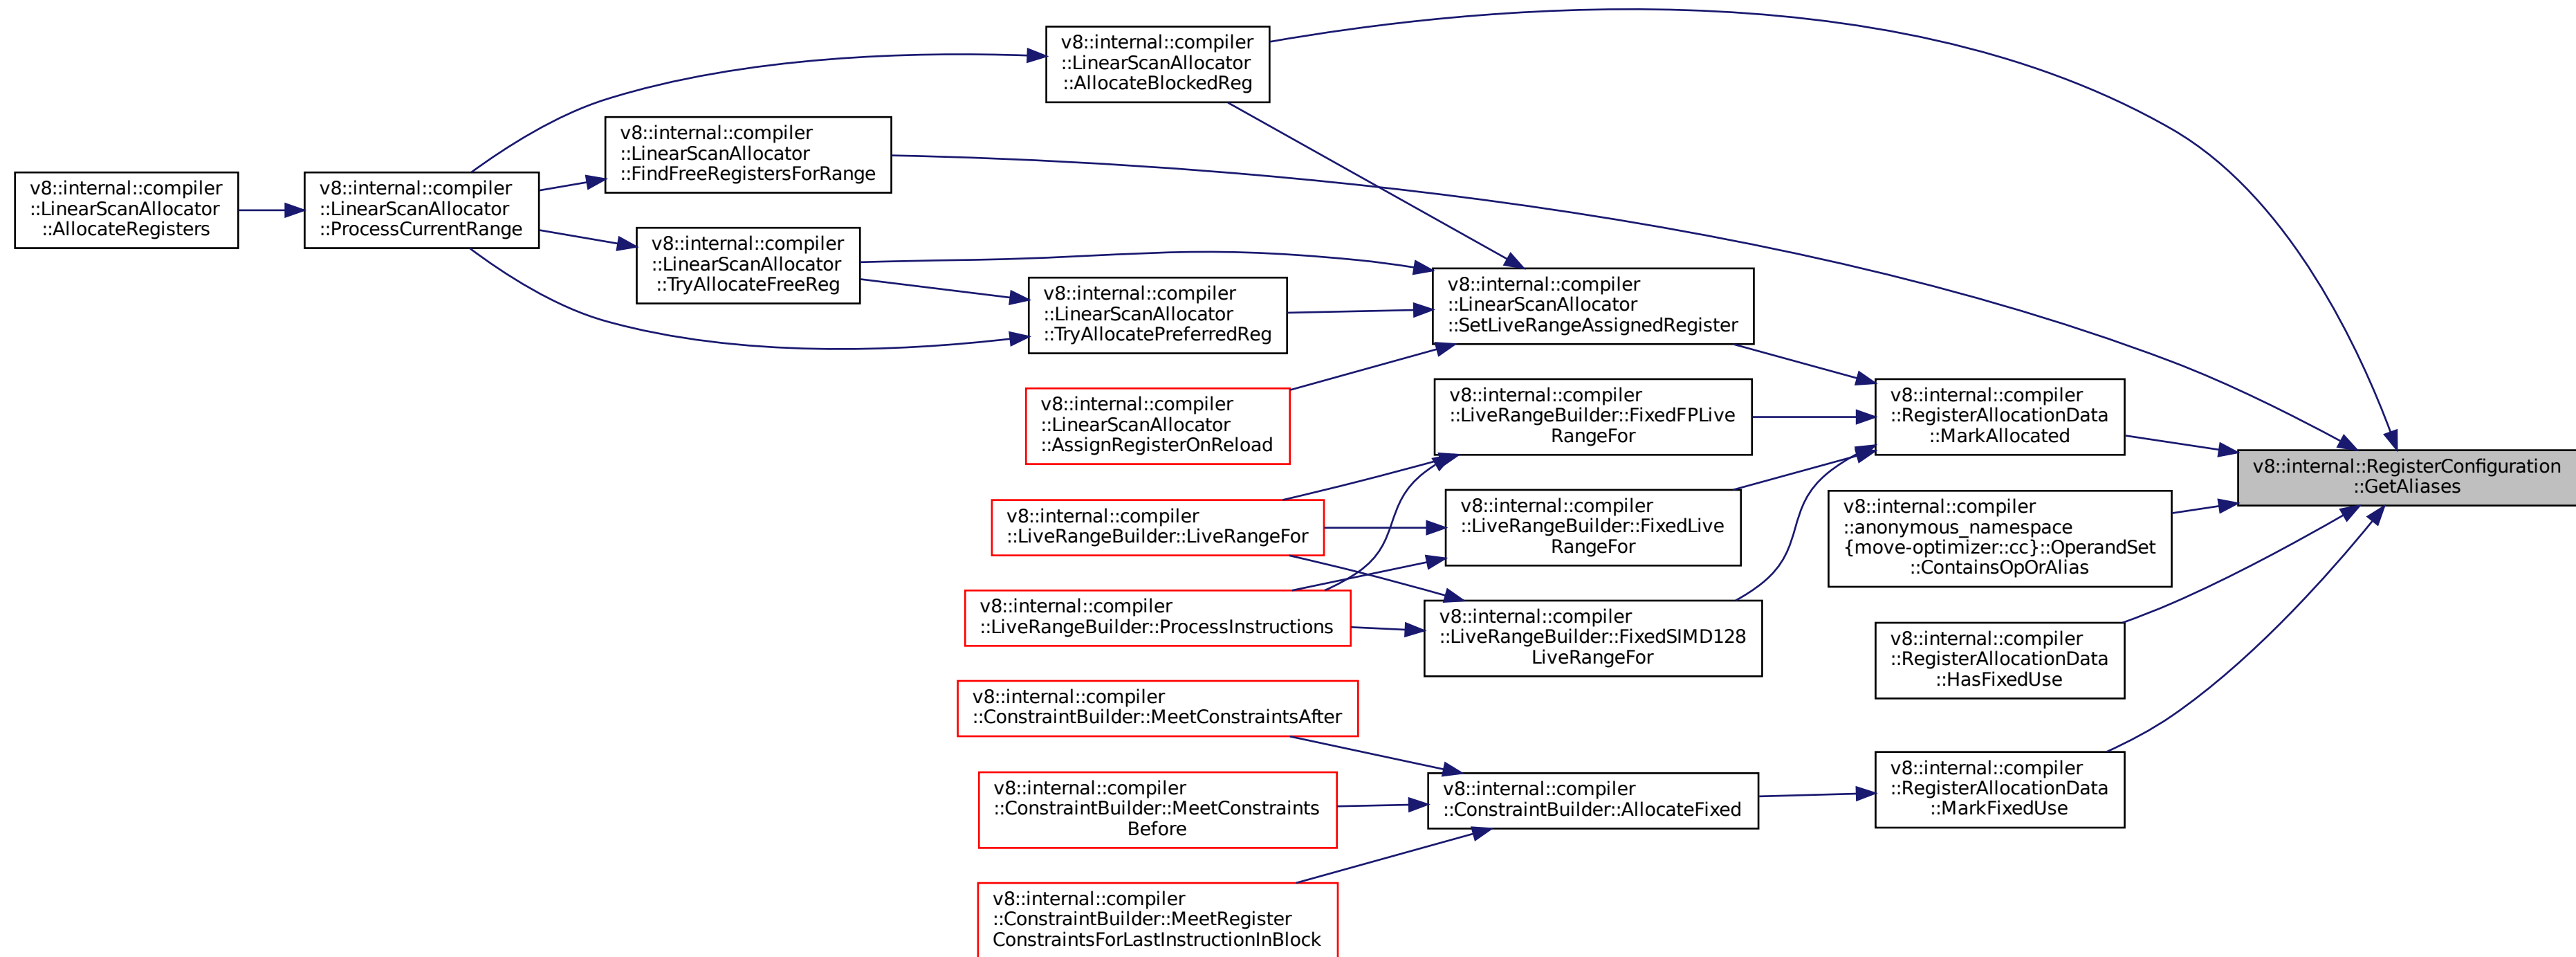 v8::internal::compiler
::LinearScanAllocator
::AllocateRegisters
v8::internal::compiler
::LinearScanAllocator
::ProcessCurrentRange
v8::internal::compiler
::LinearScanAllocator
::FindFreeRegistersForRange
v8::internal::compiler
::LinearScanAllocator
::TryAllocateFreeReg
v8::internal::compiler
::LinearScanAllocator
::AllocateBlockedReg
v8::internal::compiler
::LinearScanAllocator
::TryAllocatePreferredReg
v8::internal::compiler
::LinearScanAllocator
::AssignRegisterOnReload
v8::internal::compiler
::LiveRangeBuilder::LiveRangeFor
v8::internal::compiler
::LiveRangeBuilder::ProcessInstructions
v8::internal::compiler
::ConstraintBuilder::MeetConstraintsAfter
v8::internal::compiler
::ConstraintBuilder::MeetConstraints
Before
v8::internal::compiler
::ConstraintBuilder::MeetRegister
ConstraintsForLastInstructionInBlock
v8::internal::compiler
::LinearScanAllocator
::SetLiveRangeAssignedRegister
v8::internal::compiler
::LiveRangeBuilder::FixedFPLive
RangeFor
v8::internal::compiler
::LiveRangeBuilder::FixedLive
RangeFor
v8::internal::compiler
::LiveRangeBuilder::FixedSIMD128
LiveRangeFor
v8::internal::compiler
::ConstraintBuilder::AllocateFixed
v8::internal::compiler
::RegisterAllocationData
::MarkAllocated
v8::internal::compiler
::anonymous_namespace
{move-optimizer::cc}::OperandSet
::ContainsOpOrAlias
v8::internal::compiler
::RegisterAllocationData
::HasFixedUse
v8::internal::compiler
::RegisterAllocationData
::MarkFixedUse
v8::internal::RegisterConfiguration
::GetAliases